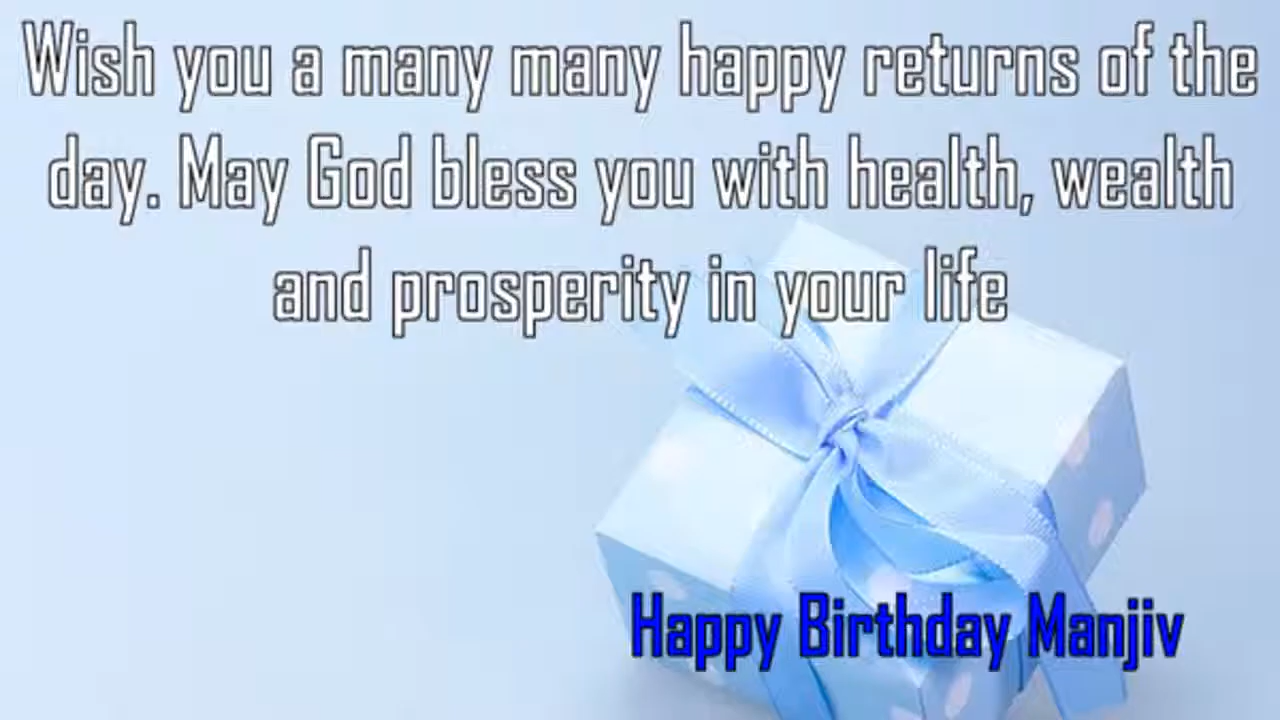 Wish you a many many happy returns of the
day. May God bless you with health, wealth
and prosperity in your life
Happy Birthday Manjiv